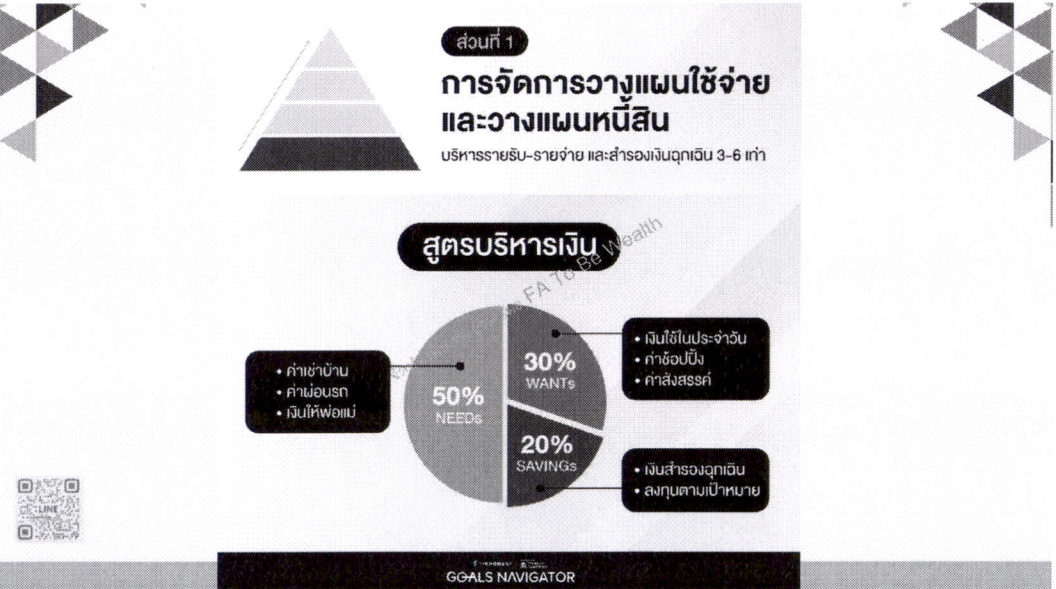 ส่วนที่ 1
การจัดการวางแผนใช้จ่าย
และวางแผนหนี้สิน
บริหารรายรับ-รายจ่าย และสำรองเงินฉุกเฉิน 3-6 เท่า
สูตรบริหารเงิน
FA To Be Wealth
• ค่าเช่าบ้าน
• ค่าผ่อนรถ
• เงินให้พ่อแม่
50%
NEEDs
30%
WANTs
• เงินใช้ในประจำวัน
• ค่าช้อปปิ้ง
• ค่าสังสรรค์
20%
SAVINGs
• เงินสำรองฉุกเฉิน
• ลงทุนตามเป้าหมาย
LINE
GOALS NAVIGATOR